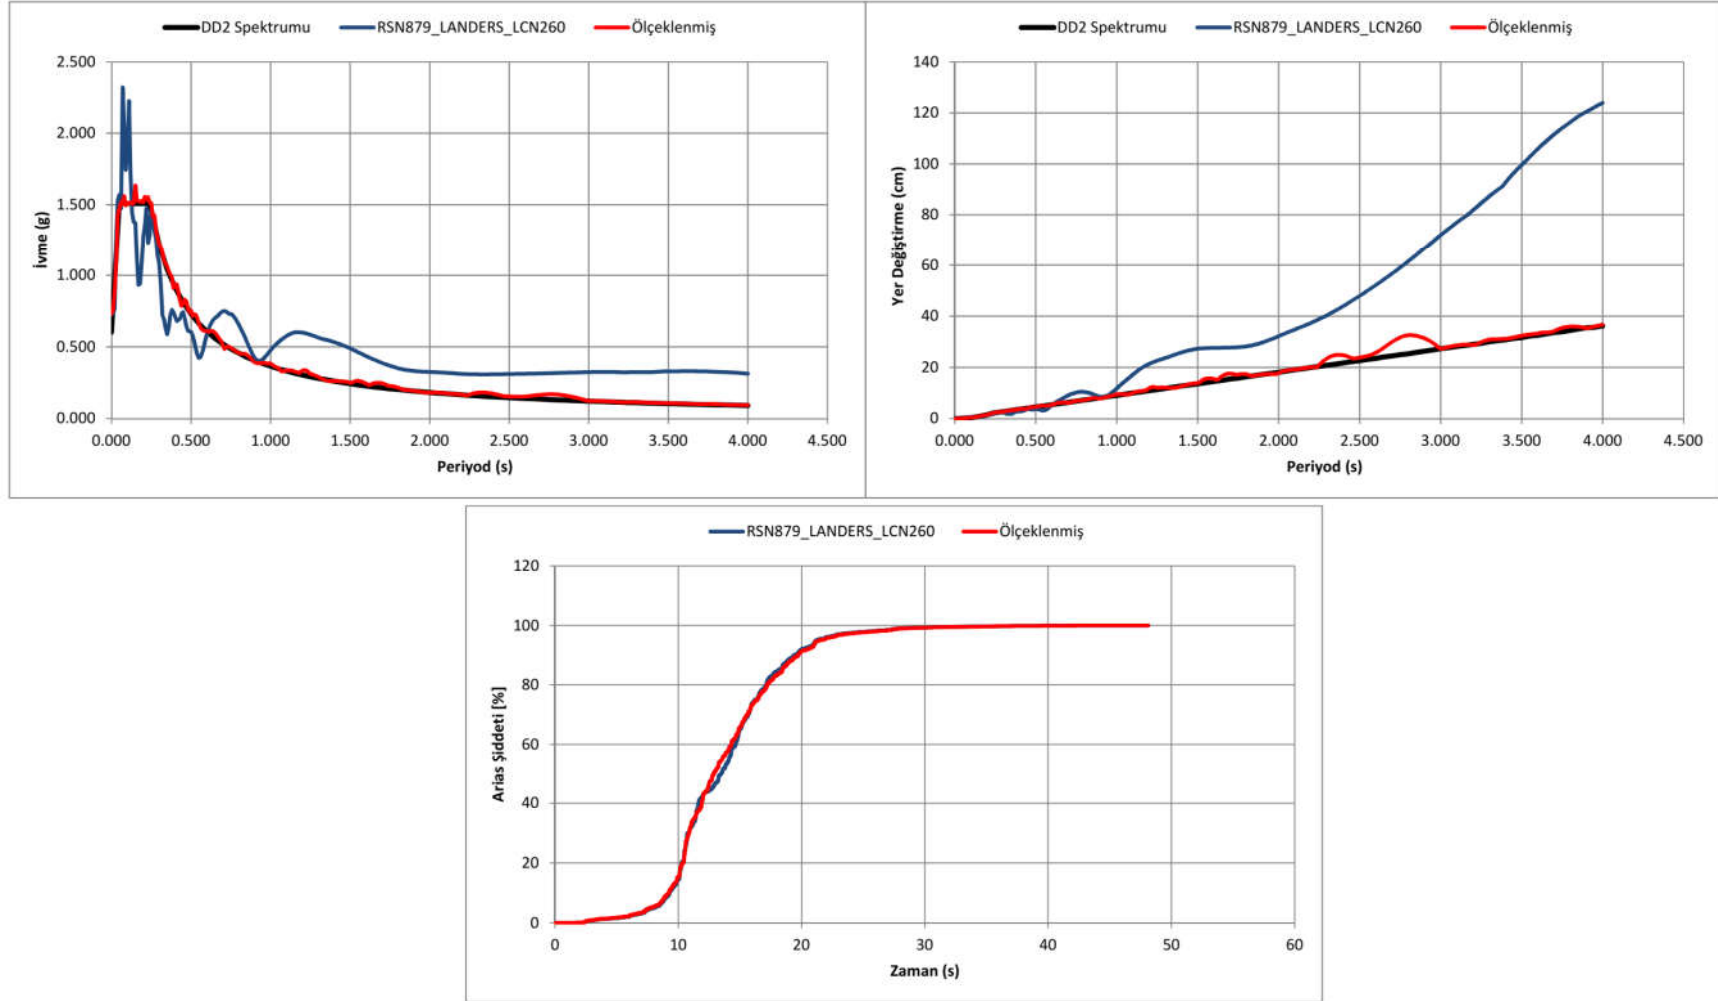 DD2 Spektrumu RSN879_LANDERS_LCN260 Ölçeklenmiş
2.500
2.000
1.500
1.000
0.500
0.000
İvme (g)
0.000 0.500 1.000 1.500 2.000 2.500 3.000 3.500 4.000 4.500
Periyod (s)
DD2 Spektrumu RSN879_LANDERS_LCN260 Ölçeklenmiş
140
120
100
80
60
40
20
0
Yer Değiştirme (cm)
0.000 0.500 1.000 1.500 2.000 2.500 3.000 3.500 4.000 4.500
Periyod (s)
RSN879_LANDERS_LCN260 Ölçeklenmiş
120
100
80
60
40
20
0
Arias Şiddeti [%]
0 10 20 30 40 50 60
Zaman (s)